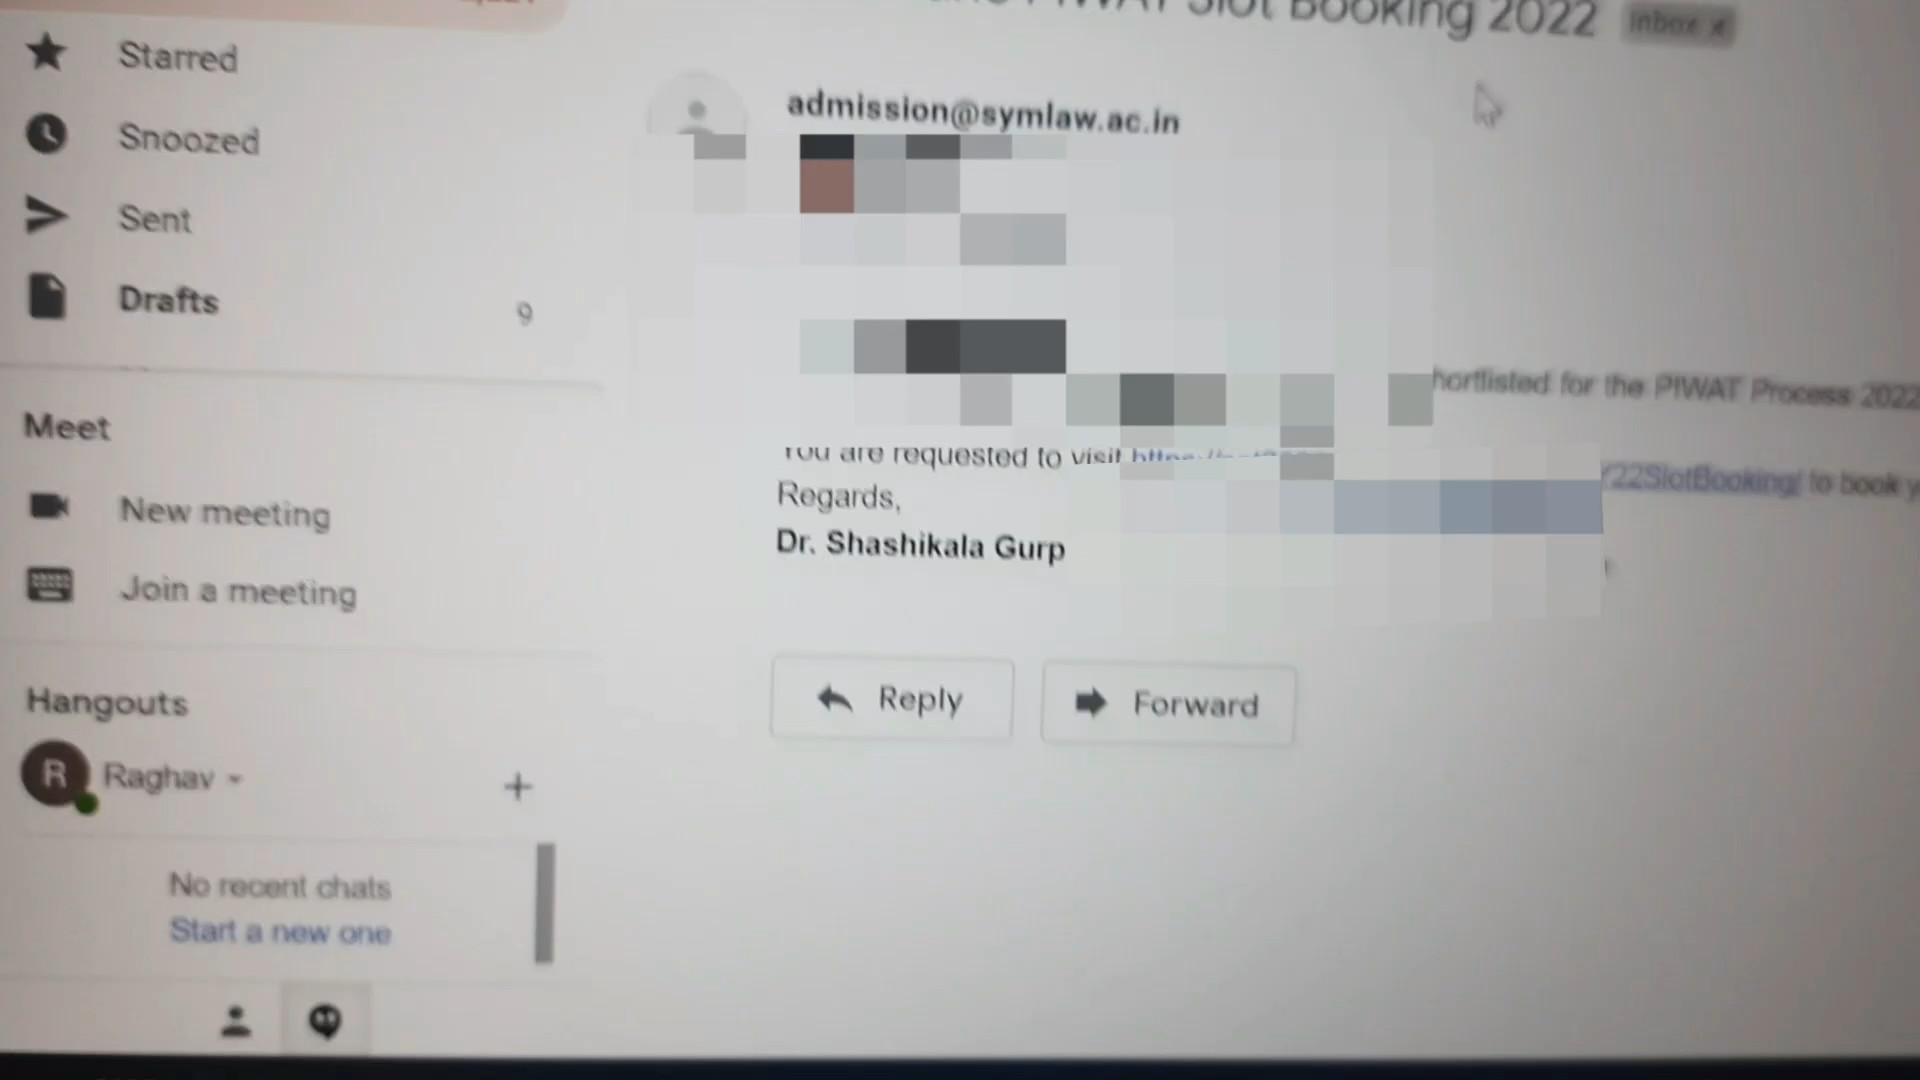 PIWAT Slot Booking 2022 Inbox x
Starred
admission@symlaw.ac.in
Snoozed
Sent
Drafts 9
for the PIWAT Process 2022
You are requested to visit
22SlotBooking/ to book
Meet
Regards,
New meeting
Dr. Shashikala Gurp
Join a meeting
Hangouts
Reply Forward
R Raghav
No recent chats
Start a new one